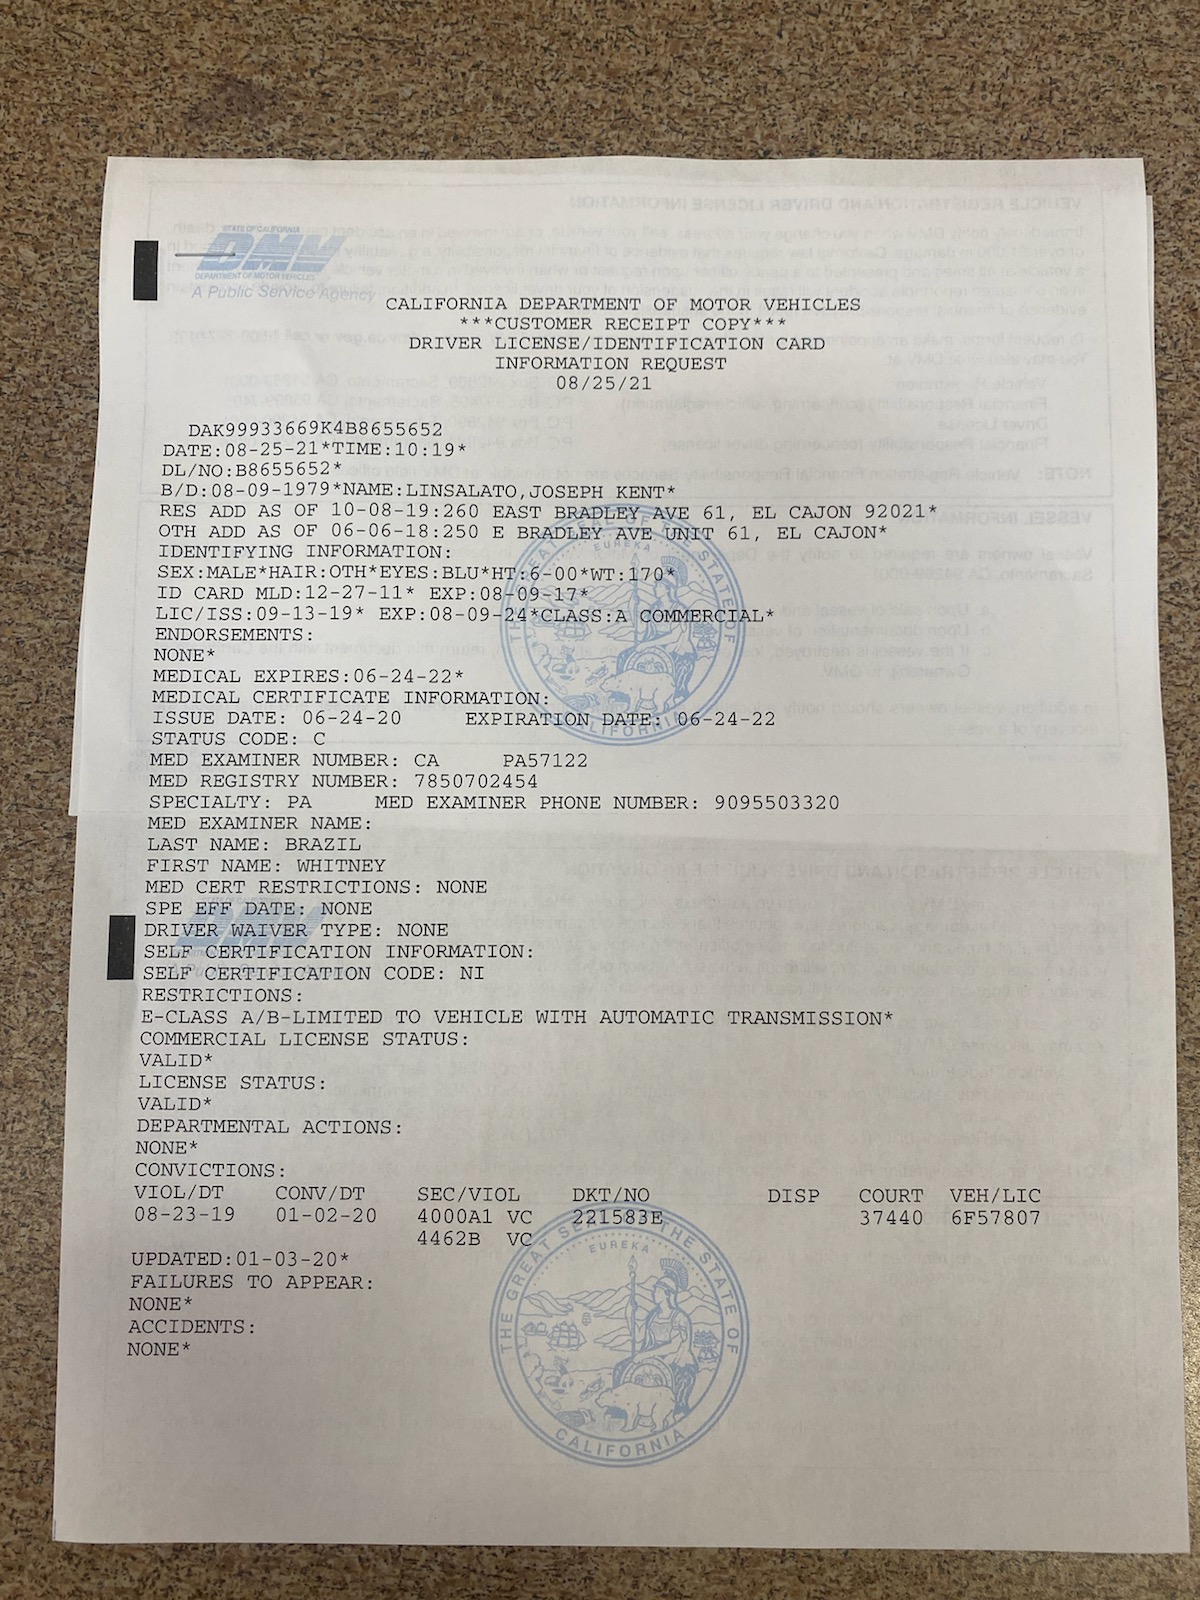 STATE OF CALIFORNIA
DMV
DEPARTMENT OF MOTOR VEHICLES
A Public Service Agency
CALIFORNIA DEPARTMENT OF MOTOR VEHICLES
***CUSTOMER RECEIPT COPY***
DRIVER LICENSE/IDENTIFICATION CARD
INFORMATION REQUEST
08/25/21
DAK99933669K4B8655652
DATE:08-25-21*TIME:10:19*
DL/NO:B8655652*
B/D:08-09-1979*NAME:LINSALATO,JOSEPH KENT*
RES ADD AS OF 10-08-19:260 EAST BRADLEY AVE 61, EL CAJON 92021*
OTH ADD AS OF 06-06-18:250 E BRADLEY AVE UNIT 61, EL CAJON*
IDENTIFYING INFORMATION:
SEX:MALE*HAIR:OTH*EYES:BLU*HT:6-00*WT:170*
ID CARD MLD:12-27-11* EXP:08-09-17*
LIC/ISS:09-13-19* EXP:08-09-24*CLASS:A COMMERCIAL*
ENDORSEMENTS:
NONE*
MEDICAL EXPIRES:06-24-22*
MEDICAL CERTIFICATE INFORMATION:
ISSUE DATE: 06-24-20 EXPIRATION DATE: 06-24-22
STATUS CODE: C
MED EXAMINER NUMBER: CA PA57122
MED REGISTRY NUMBER: 7850702454
SPECIALTY: PA MED EXAMINER PHONE NUMBER: 9095503320
MED EXAMINER NAME:
LAST NAME: BRAZIL
FIRST NAME: WHITNEY
MED CERT RESTRICTIONS: NONE
SPE EFF DATE: NONE
DRIVER WAIVER TYPE: NONE
SELF CERTIFICATION INFORMATION:
SELF CERTIFICATION CODE: NI
RESTRICTIONS:
E-CLASS A/B-LIMITED TO VEHICLE WITH AUTOMATIC TRANSMISSION*
COMMERCIAL LICENSE STATUS:
VALID*
LICENSE STATUS:
VALID*
DEPARTMENTAL ACTIONS:
NONE*
CONVICTIONS:
VIOL/DT CONV/DT SEC/VIOL DKT/NO DISP COURT VEH/LIC
08-23-19 01-02-20 4000A1 VC 221583E 37440 6F57807
4462B VC
UPDATED:01-03-20*
FAILURES TO APPEAR:
NONE*
ACCIDENTS:
NONE*
THE GREAT SEAL OF THE STATE OF CALIFORNIA
EUREKA
THE GREAT SEAL OF THE STATE OF CALIFORNIA
EUREKA